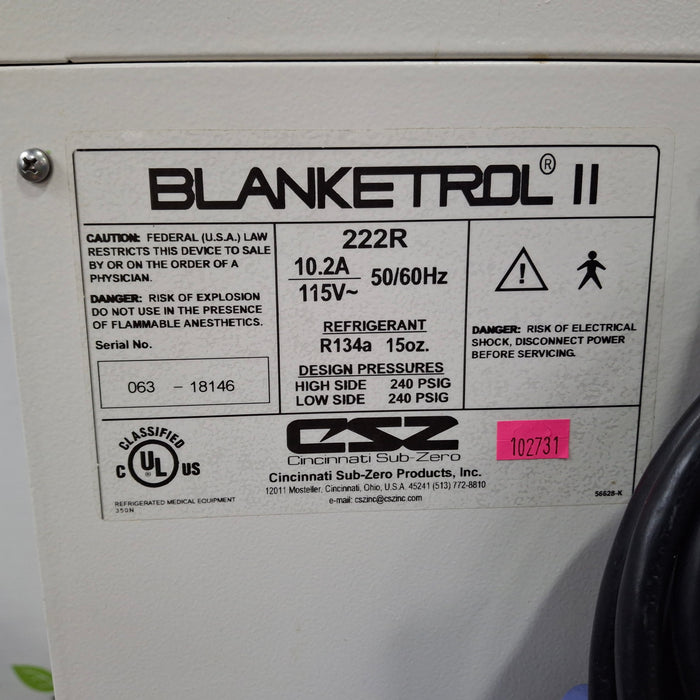 BLANKETROL® II
CAUTION: FEDERAL (U.S.A.) LAW
RESTRICTS THIS DEVICE TO SALE
BY OR ON THE ORDER OF A
PHYSICIAN.
DANGER: RISK OF EXPLOSION
DO NOT USE IN THE PRESENCE
OF FLAMMABLE ANESTHETICS.
Serial No.
063 - 18146
222R
10.2A
115V~
50/60Hz
REFRIGERANT
R134a 15oz.
DESIGN PRESSURES
HIGH SIDE 240 PSIG
LOW SIDE 240 PSIG
!
DANGER: RISK OF ELECTRICAL
SHOCK, DISCONNECT POWER
BEFORE SERVICING.
CLASSIFIED
C UL US
REFRIGERATED MEDICAL EQUIPMENT
350N
CSZ
Cincinnati Sub-Zero
Cincinnati Sub-Zero Products, Inc.
12011 Mosteller, Cincinnati, Ohio, U.S.A. 45241 (513) 772-8810
e-mail: cszinc@cszinc.com
102731
56628-K